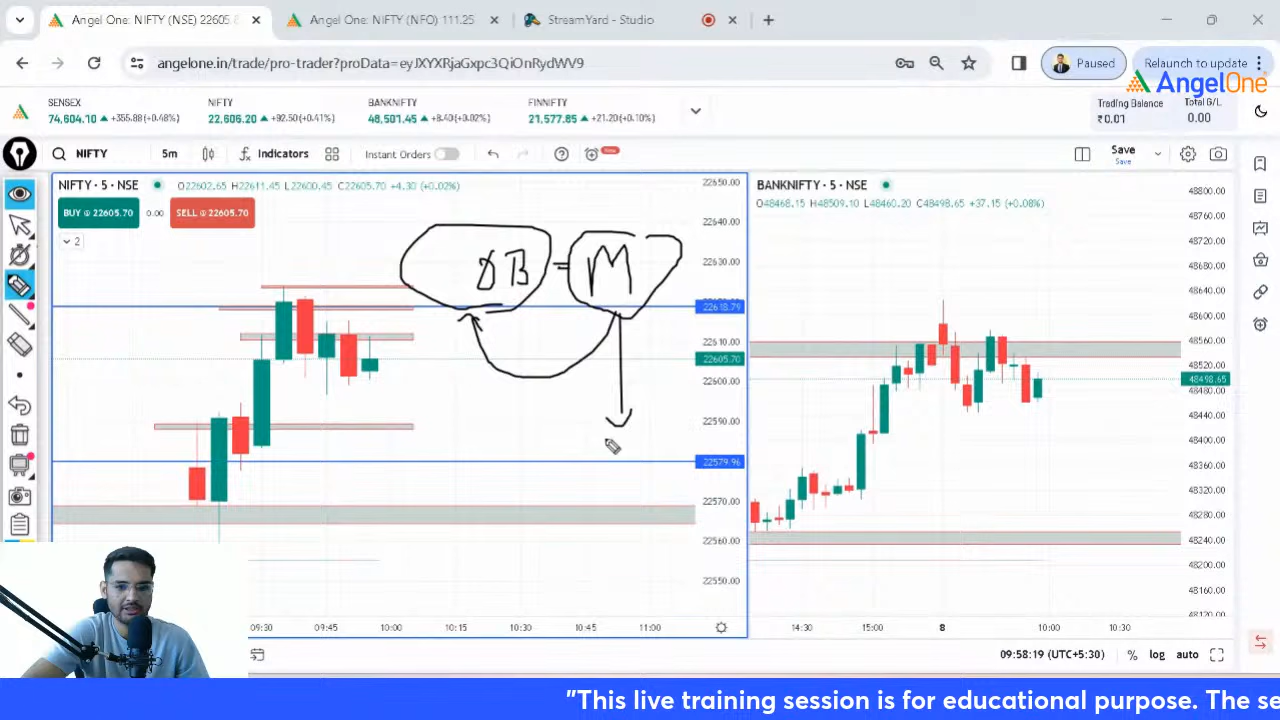 Angel One: NIFTY (NSE) 22605.
Angel One: NIFTY (NFO) 111.25
StreamYard - Studio
Paused
Relaunch to update
AngelOne
SENSEX
74,604.10 +355.88 (+0.48%)
NIFTY
22,606.20 +92.50 (+0.41%)
BANKNIFTY
48,501.45 +8.40 (+0.02%)
FINNIFTY
21,577.85 +21.20 (+0.10%)
Trading Balance
₹0.01
Total G/L
0.00
NIFTY
5m
Indicators
Instant Orders
New
Save
Save
NIFTY · 5 · NSE
O22602.65 H22611.45 L22600.45 C22605.70 +4.30 (+0.02%)
BUY @ 22605.70
0.00
SELL @ 22605.70
2
M
22650.00
22640.00
22630.00
22618.79
22610.00
22605.70
22600.00
22590.00
22579.96
22570.00
22560.00
22550.00
09:30
09:45
10:00
10:15
10:30
10:45
11:00
BANKNIFTY · 5 · NSE
O48468.15 H48509.10 L48460.20 C48498.65 +37.15 (+0.08%)
48800.00
48760.00
48720.00
48680.00
48640.00
48600.00
48560.00
48520.00
48498.65
48480.00
48440.00
48400.00
48360.00
48320.00
48280.00
48240.00
48200.00
48160.00
48120.00
14:30
15:00
8
10:00
10:30
09:58:19 (UTC+5:30)
%
log
auto
"This live training session is for educational purpose. The se